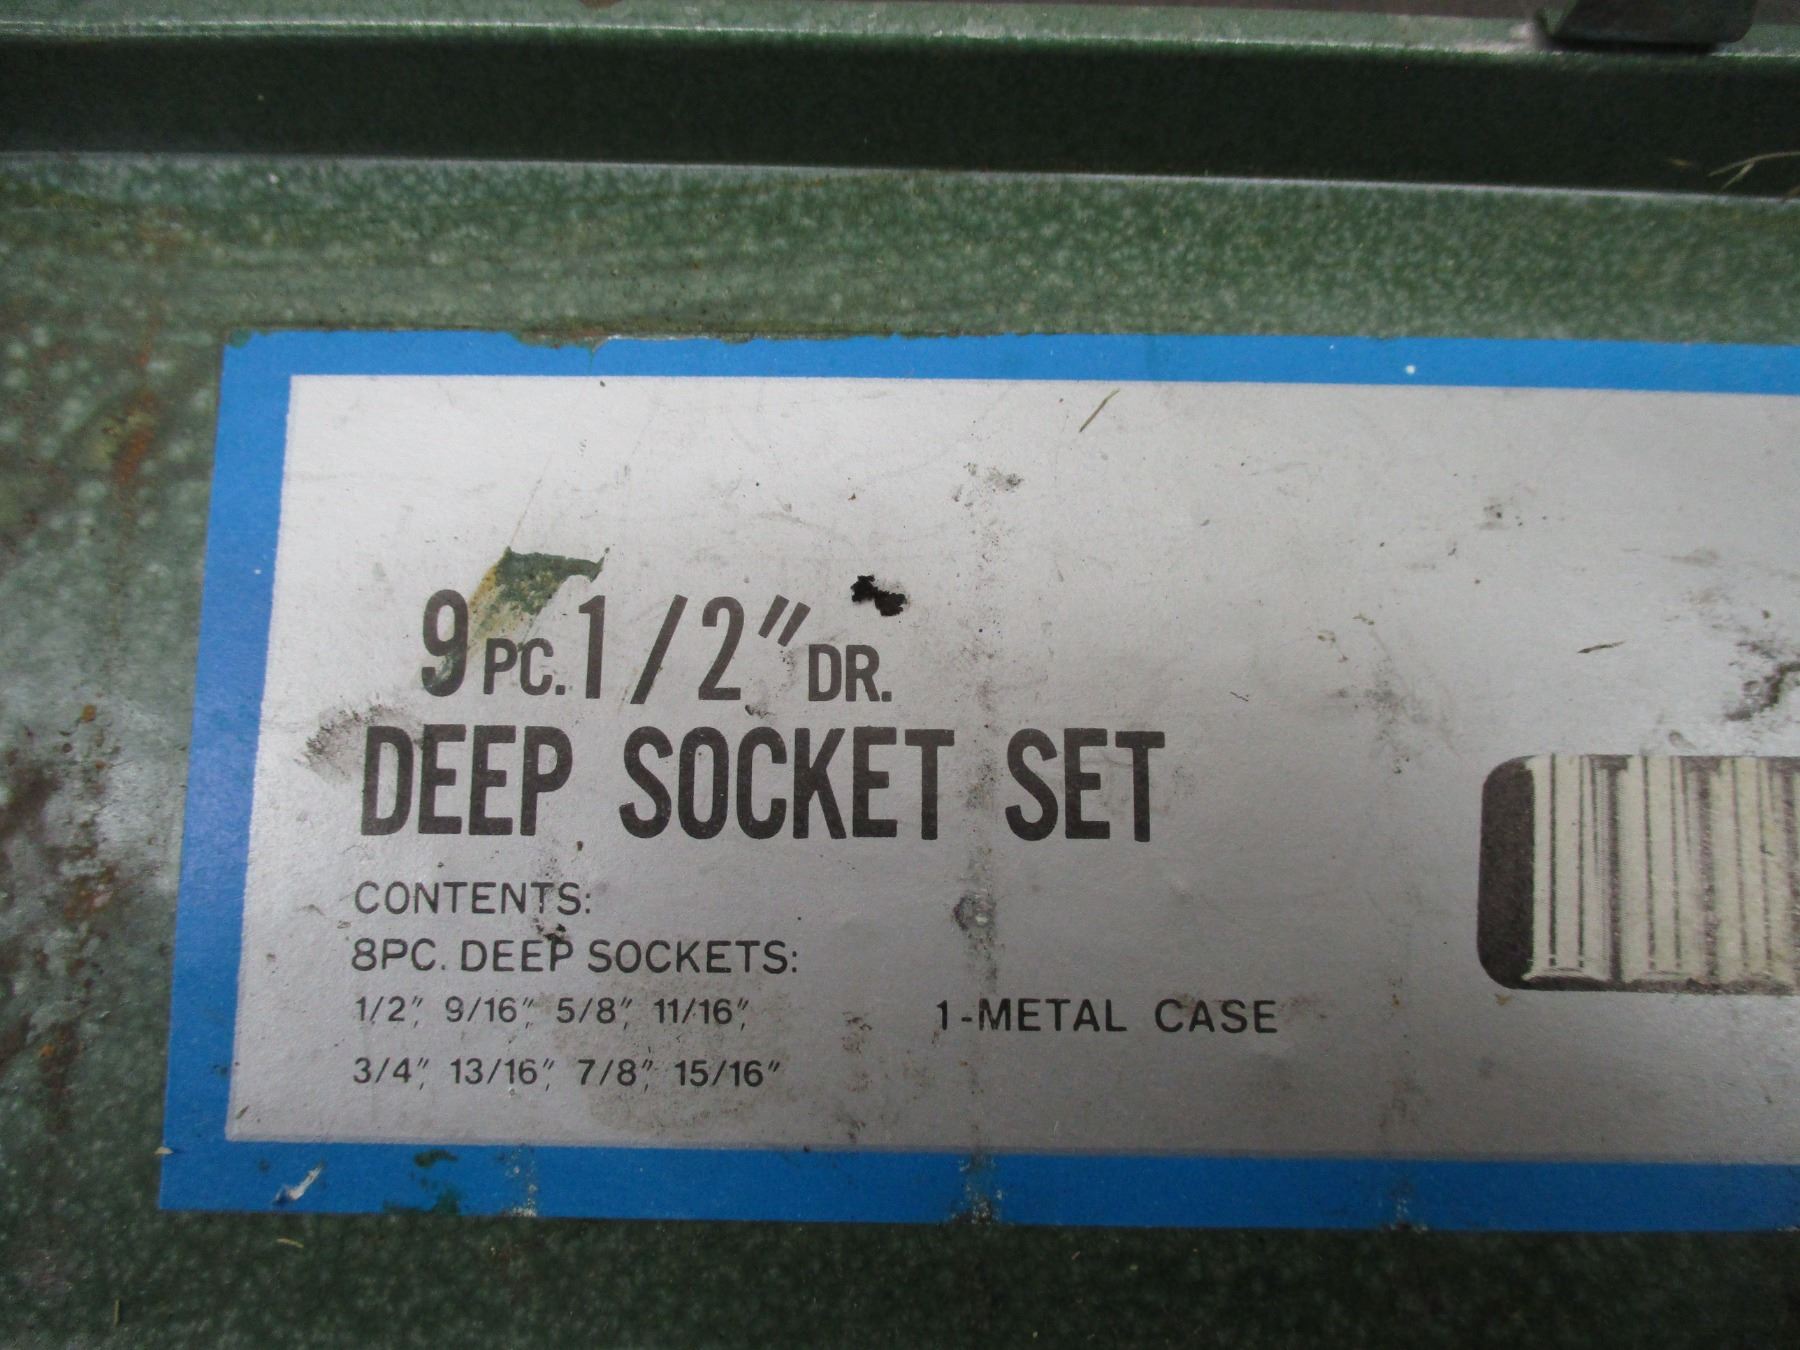 9 PC. 1/2" DR.
DEEP SOCKET SET
CONTENTS:
8PC. DEEP SOCKETS:
1/2", 9/16", 5/8", 11/16", 1-METAL CASE
3/4", 13/16", 7/8", 15/16"